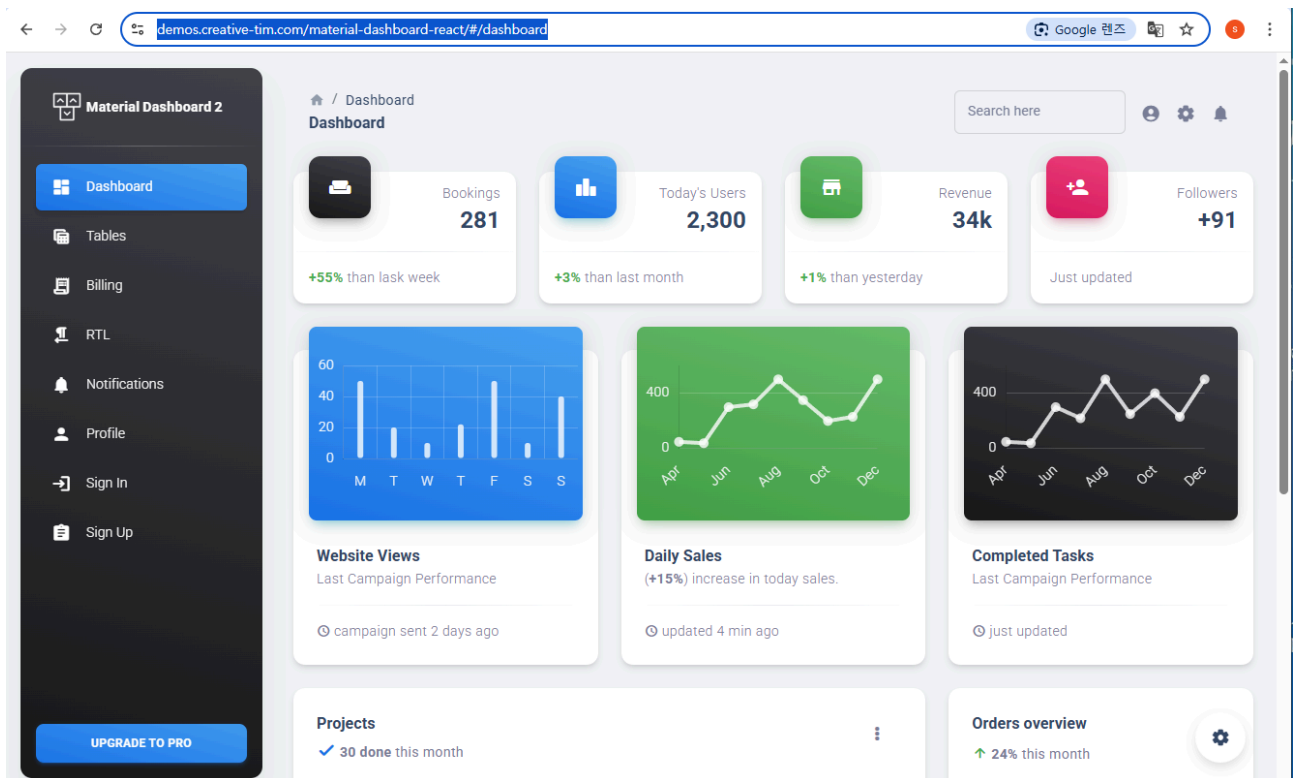 demos.creative-tim.com/material-dashboard-react/#/dashboard
Google 렌즈
S
Material Dashboard 2
Dashboard
Tables
Billing
RTL
Notifications
Profile
Sign In
Sign Up
UPGRADE TO PRO
/ Dashboard
Dashboard
Search here
Bookings
281
+55% than lask week
Today's Users
2,300
+3% than last month
Revenue
34k
+1% than yesterday
Followers
+91
Just updated
60
40
20
0
M T W T F S S
Website Views
Last Campaign Performance
campaign sent 2 days ago
400
0
Apr Jun Aug Oct Dec
Daily Sales
(+15%) increase in today sales.
updated 4 min ago
400
0
Apr Jun Aug Oct Dec
Completed Tasks
Last Campaign Performance
just updated
Projects
30 done this month
Orders overview
24% this month